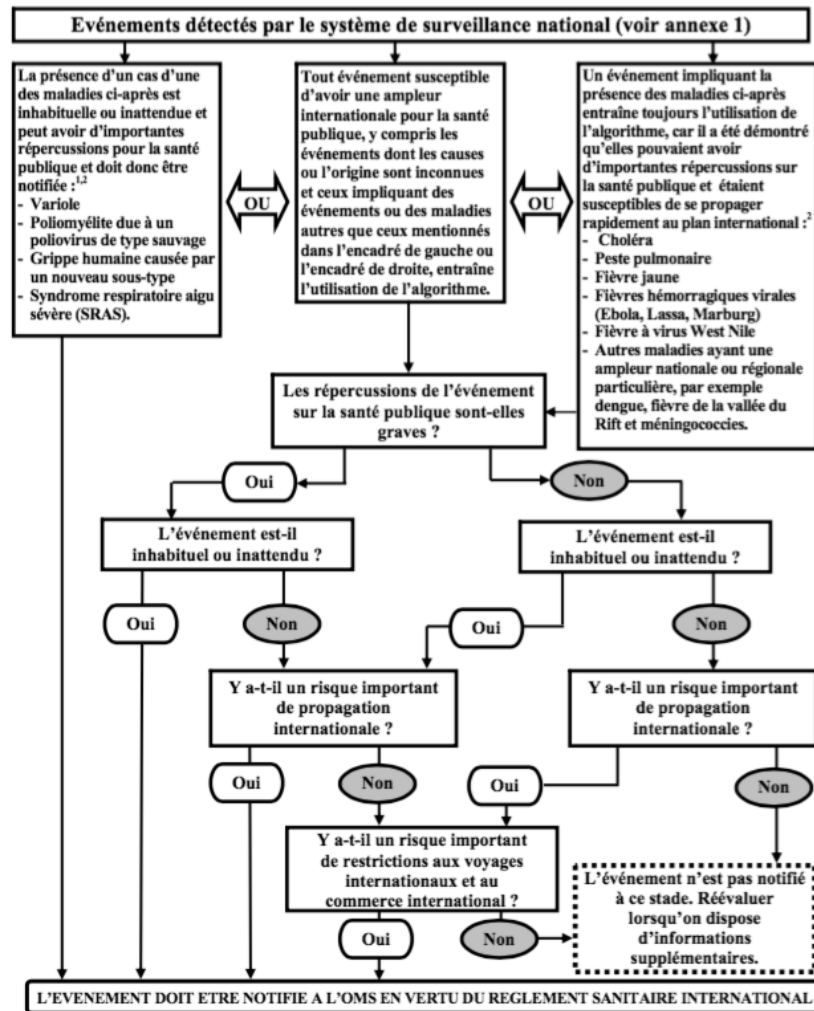 Evénements détectés par le système de surveillance national (voir annexe 1)
La présence d'un cas d'une
des maladies ci-après est
inhabituelle ou inattendue et
peut avoir d'importantes
répercussions pour la santé
publique et doit donc être
notifiée :1,2
- Variole
- Poliomyélite due à un
poliovirus de type sauvage
- Grippe humaine causée par
un nouveau sous-type
- Syndrome respiratoire aigu
sévère (SRAS).
OU
Tout événement susceptible
d'avoir une ampleur
internationale pour la santé
publique, y compris les
événements dont les causes
ou l'origine sont inconnues
et ceux impliquant des
événements ou des maladies
autres que ceux mentionnés
dans l'encadré de gauche ou
l'encadré de droite, entraîne
l'utilisation de l'algorithme.
OU
Un événement impliquant la
présence des maladies ci-après
entraîne toujours l'utilisation de
l'algorithme, car il a été démontré
qu'elles pouvaient avoir
d'importantes répercussions sur
la santé publique et étaient
susceptibles de se propager
rapidement au plan international :2
- Choléra
- Peste pulmonaire
- Fièvre jaune
- Fièvres hémorragiques virales
(Ebola, Lassa, Marburg)
- Fièvre à virus West Nile
- Autres maladies ayant une
ampleur nationale ou régionale
particulière, par exemple
dengue, fièvre de la vallée du
Rift et méningococcies.
Les répercussions de l'événement
sur la santé publique sont-elles
graves ?
Oui
Non
L'événement est-il
inhabituel ou inattendu ?
L'événement est-il
inhabituel ou inattendu ?
Oui
Non
Oui
Non
Y a-t-il un risque important
de propagation
internationale ?
Y a-t-il un risque important
de propagation
internationale ?
Oui
Non
Oui
Non
Y a-t-il un risque important
de restrictions aux voyages
internationaux et au
commerce international ?
L'événement n'est pas notifié
à ce stade. Réévaluer
lorsqu'on dispose
d'informations
supplémentaires.
Oui
Non
L'EVENEMENT DOIT ETRE NOTIFIE A L'OMS EN VERTU DU REGLEMENT SANITAIRE INTERNATIONAL